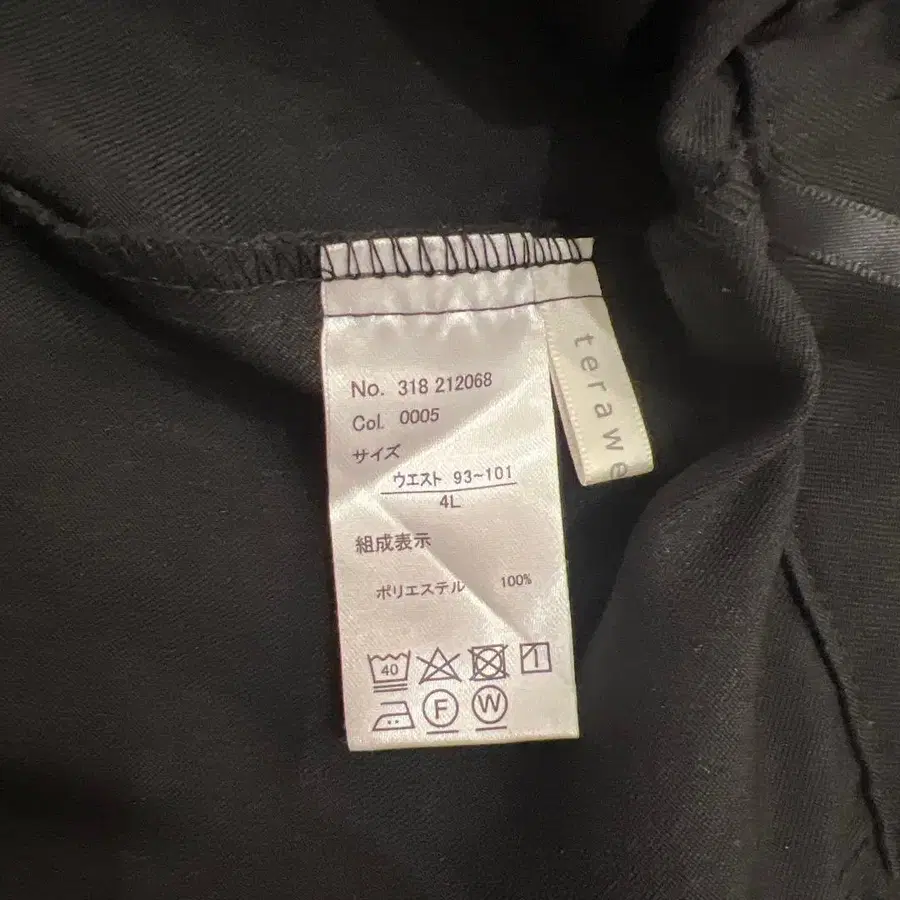 No. 318 212068
Col. 0005
サイズ
ウエスト 93~101
4L
組成表示
ポリエステル 100%
40
F W
terawe